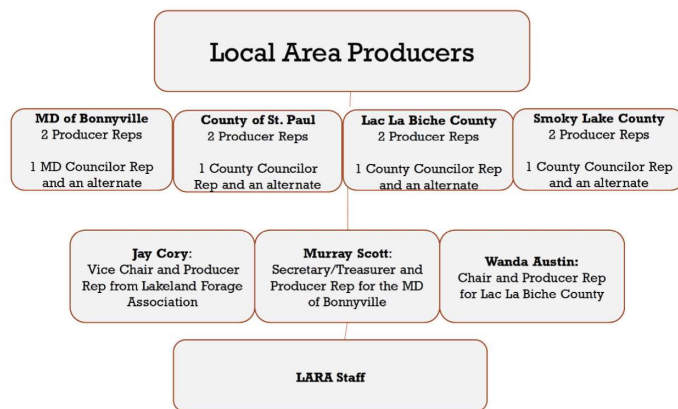 Local Area Producers
MD of Bonnyville
2 Producer Reps
1 MD Councilor Rep
and an alternate
County of St. Paul
2 Producer Reps
1 County Councilor
Rep and an alternate
Lac La Biche County
2 Producer Reps
1 County Councilor Rep
and an alternate
Smoky Lake County
2 Producer Reps
1 County Councilor Rep
and an alternate
Jay Cory:
Vice Chair and Producer
Rep from Lakeland Forage
Association
Murray Scott:
Secretary/Treasurer and
Producer Rep for the MD
of Bonnyville
Wanda Austin:
Chair and Producer Rep
for Lac La Biche County
LARA Staff